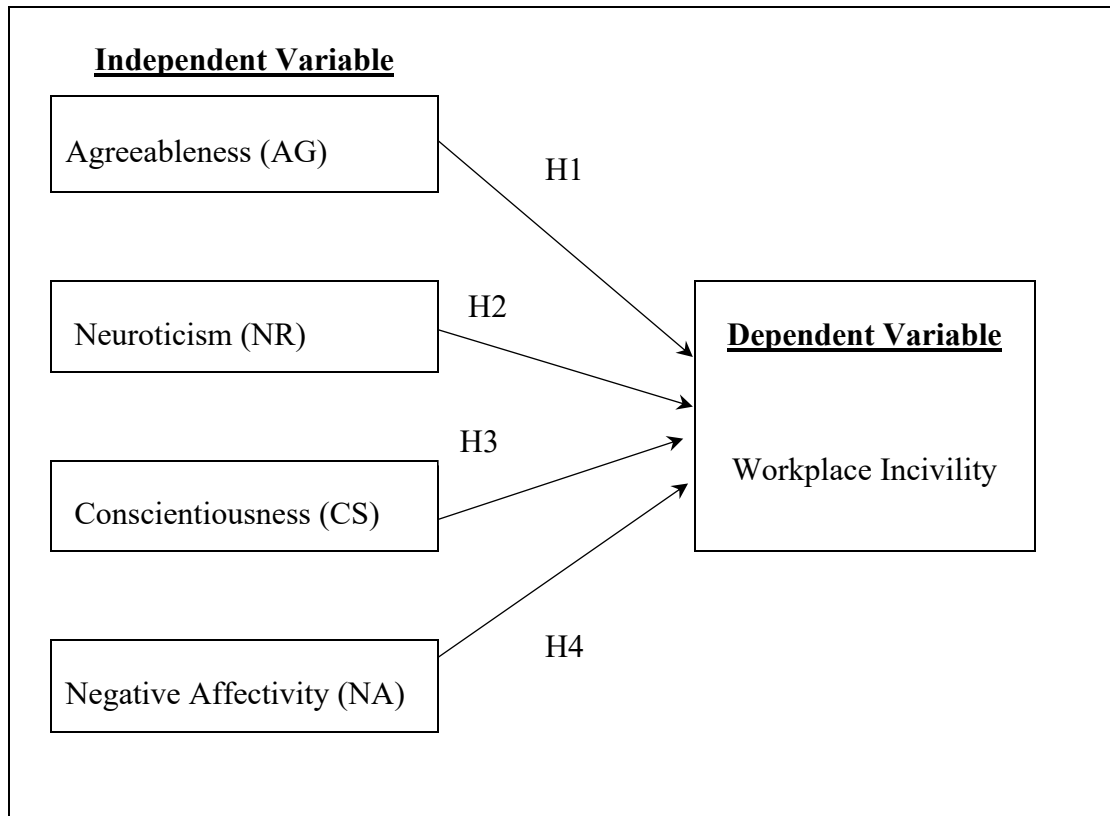 Independent Variable
Agreeableness (AG)
H1
Neuroticism (NR)
H2
Dependent Variable
H3
Workplace Incivility
Conscientiousness (CS)
H4
Negative Affectivity (NA)